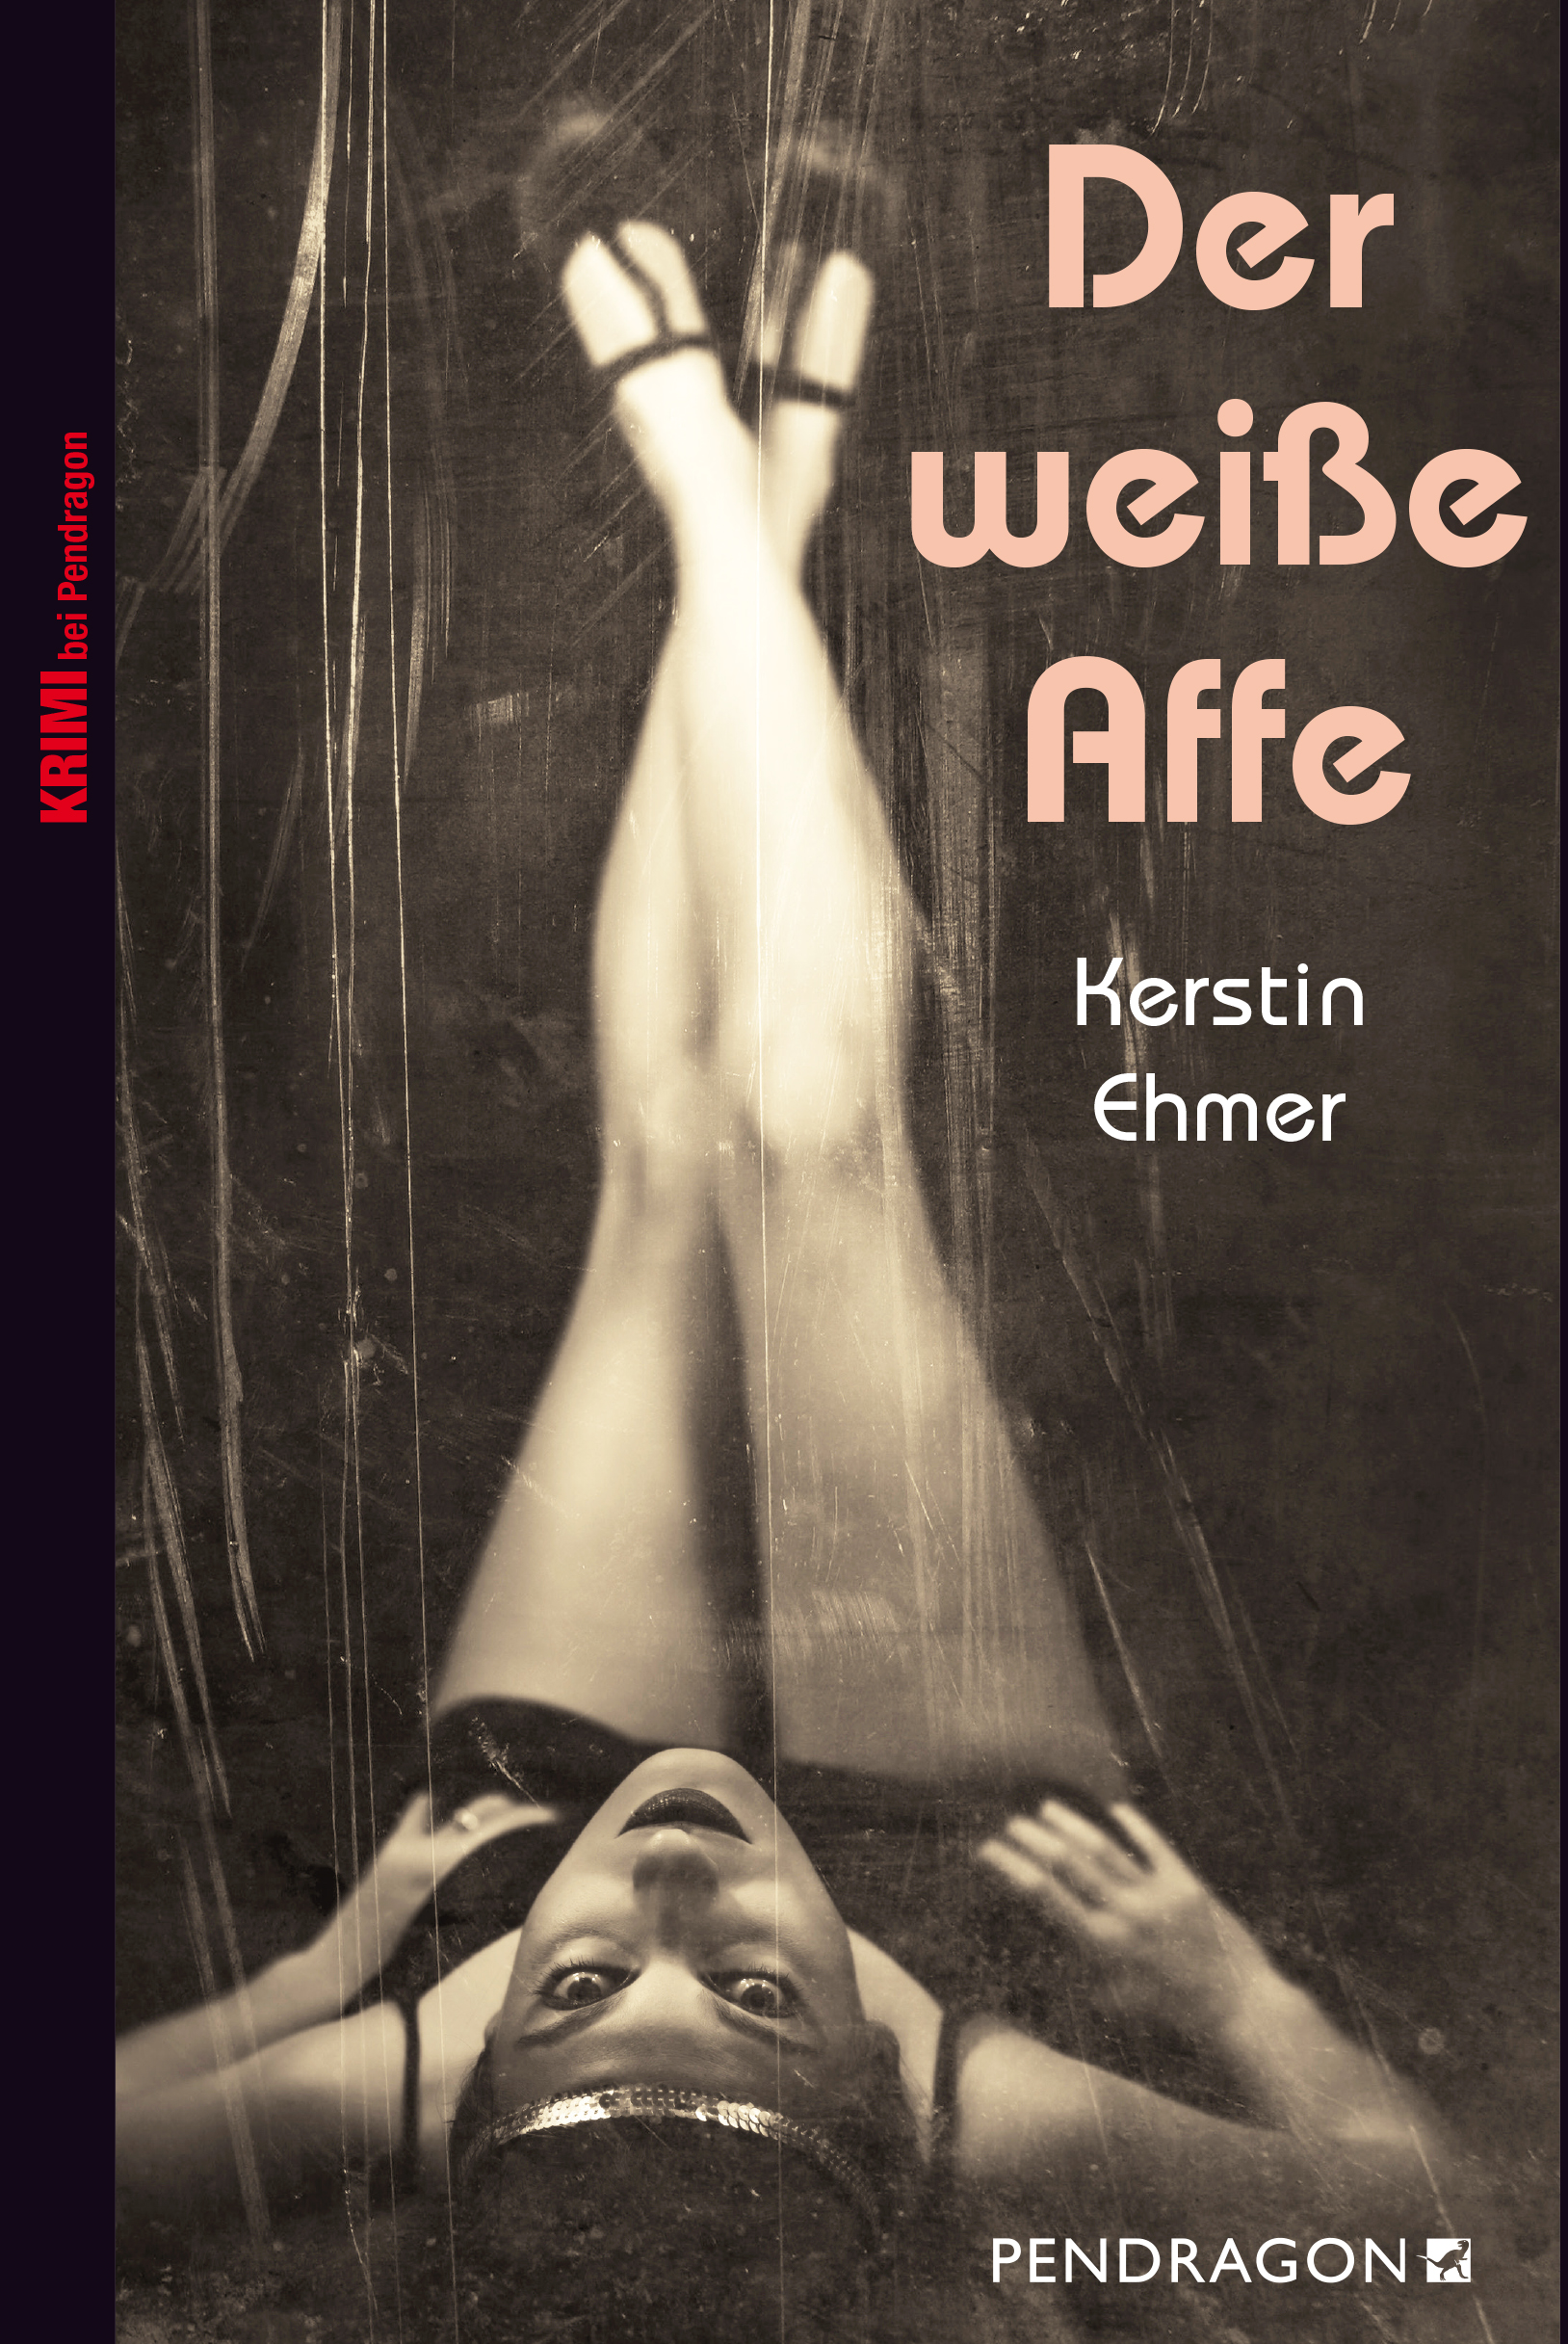 Der
weiße
Affe
Kerstin
Ehmer
KRIMI bei Pendragon
PENDRAGON